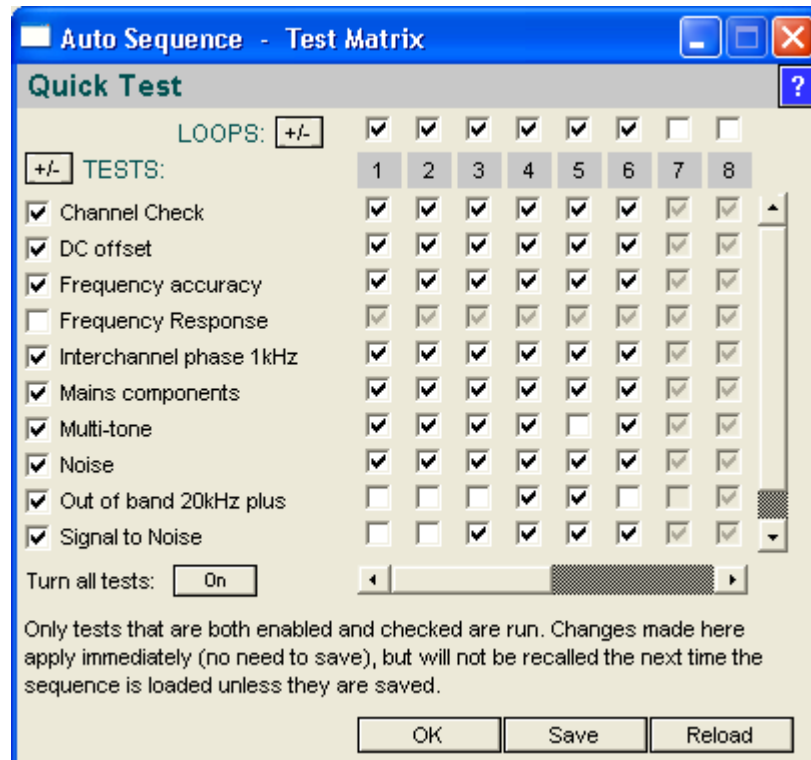 Auto Sequence - Test Matrix
Quick Test
?
LOOPS: +/-
+/- TESTS:
1 2 3 4 5 6 7 8
Channel Check
DC offset
Frequency accuracy
Frequency Response
Interchannel phase 1kHz
Mains components
Multi-tone
Noise
Out of band 20kHz plus
Signal to Noise
Turn all tests: On
Only tests that are both enabled and checked are run. Changes made here
apply immediately (no need to save), but will not be recalled the next time the
sequence is loaded unless they are saved.
OK Save Reload